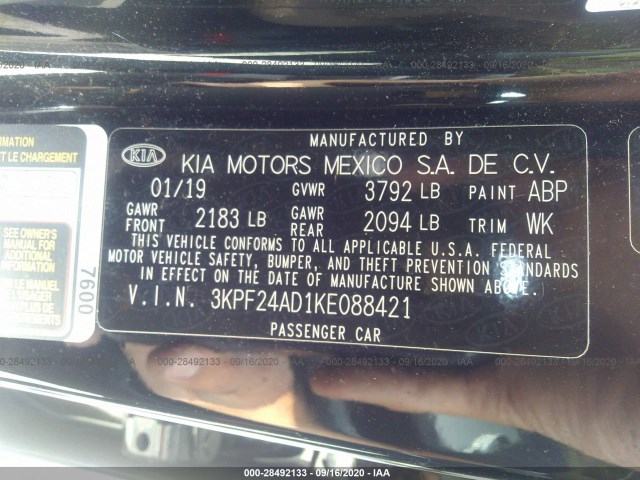 MANUFACTURED BY
KIA KIA MOTORS MEXICO S.A. DE C.V.
01/19 GVWR 3792 LB PAINT ABP
GAWR FRONT 2183 LB GAWR REAR 2094 LB TRIM WK
THIS VEHICLE CONFORMS TO ALL APPLICABLE U.S.A. FEDERAL
MOTOR VEHICLE SAFETY, BUMPER, AND THEFT PREVENTION STANDARDS
IN EFFECT ON THE DATE OF MANUFACTURE SHOWN ABOVE.
V.I.N. 3KPF24AD1KE088421
PASSENGER CAR
7600
LE CHARGEMENT
SEE OWNER'S
MANUAL FOR
ADDITIONAL
INFORMATION
000-28492133 - 09/16/2020 - IAA